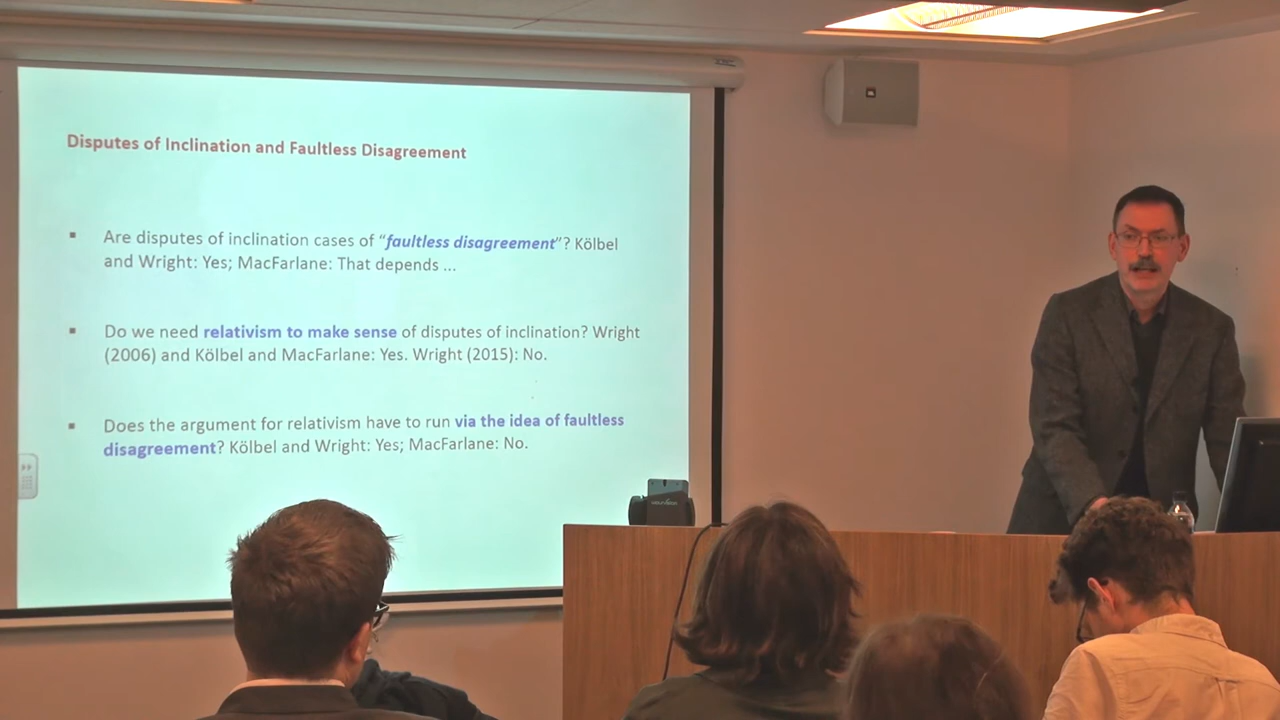 Disputes of Inclination and Faultless Disagreement
▪ Are disputes of inclination cases of “faultless disagreement”? Kölbel
and Wright: Yes; MacFarlane: That depends ...
▪ Do we need relativism to make sense of disputes of inclination? Wright
(2006) and Kölbel and MacFarlane: Yes. Wright (2015): No.
▪ Does the argument for relativism have to run via the idea of faultless
disagreement? Kölbel and Wright: Yes; MacFarlane: No.